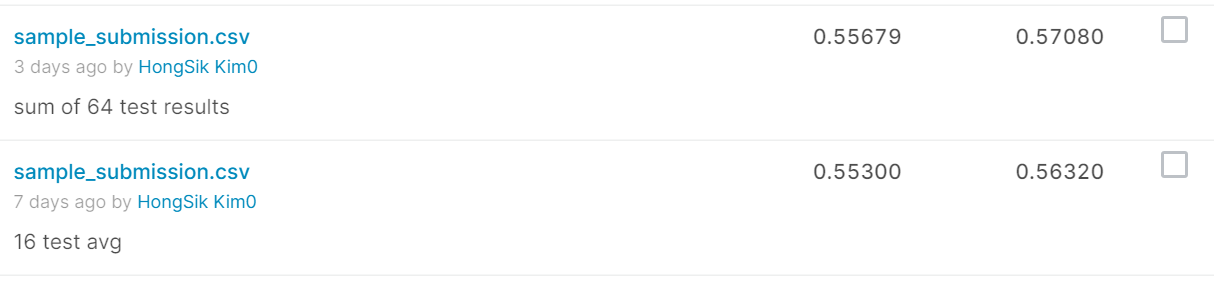 sample_submission.csv 0.55679 0.57080
3 days ago by HongSik Kim0
sum of 64 test results
sample_submission.csv 0.55300 0.56320
7 days ago by HongSik Kim0
16 test avg